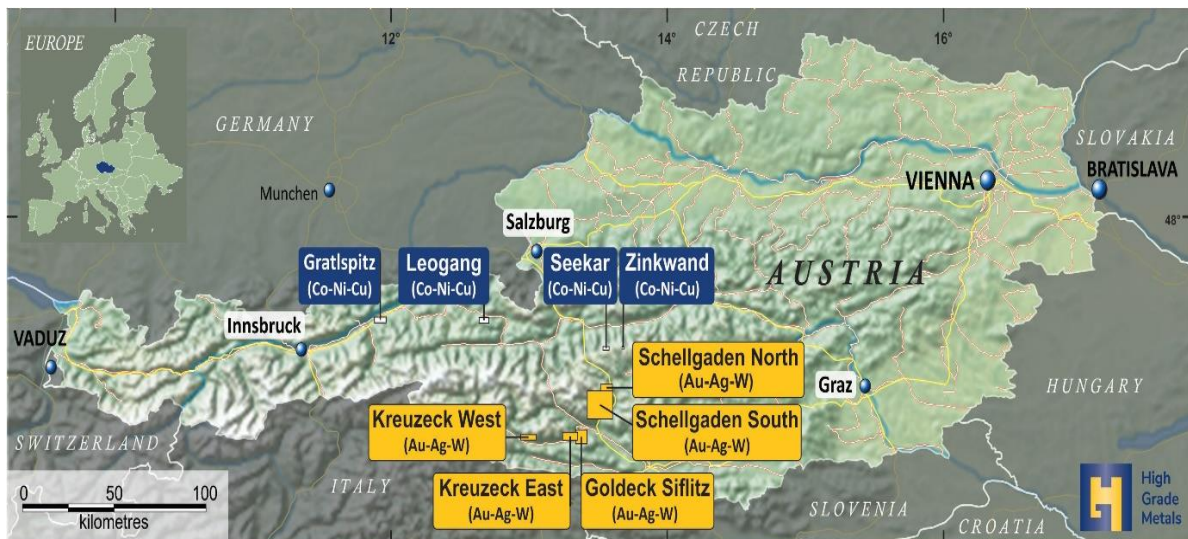 EUROPE
12
14
16
CZECH
REPUBLIC
GERMANY
SLOVAKIA
Munchen
VIENNA
BRATISLAVA
48°
Salzburg
Gratlspitz
(Co-Ni-Cu)
Leogang
(Co-Ni-Cu)
Seekar
(Co-Ni-Cu)
Zinkwand
(Co-Ni-Cu)
AUSTRIA
VADUZ
Innsbruck
Schellgaden North
(Au-Ag-W)
Graz
HUNGARY
Kreuzeck West
(Au-Ag-W)
Schellgaden South
(Au-Ag-W)
SWITZERLAND
ITALY
Kreuzeck East
(Au-Ag-W)
Goldeck Siflitz
(Au-Ag-W)
SLOVENIA
CROATIA
0 50 100
kilometres
High
Grade
Metals